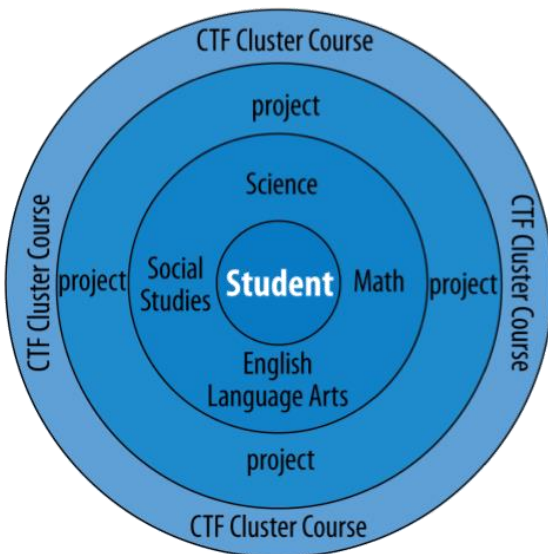 CTF Cluster Course
project
Science
CTF Cluster Course
project
Social
Studies
Student
Math
project
CTF Cluster Course
English
Language Arts
project
CTF Cluster Course